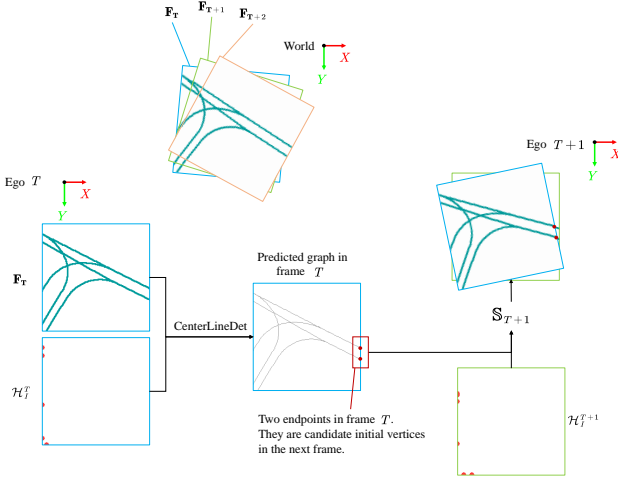 F_T
F_{T+1}
F_{T+2}
World
X
Y
Ego T+1
X
Y
Ego T
X
Y
F_T
Predicted graph in
frame T
CenterLineDet
𝕊_{T+1}
ℋ_I^T
ℋ_I^{T+1}
Two endpoints in frame T.
They are candidate initial vertices
in the next frame.